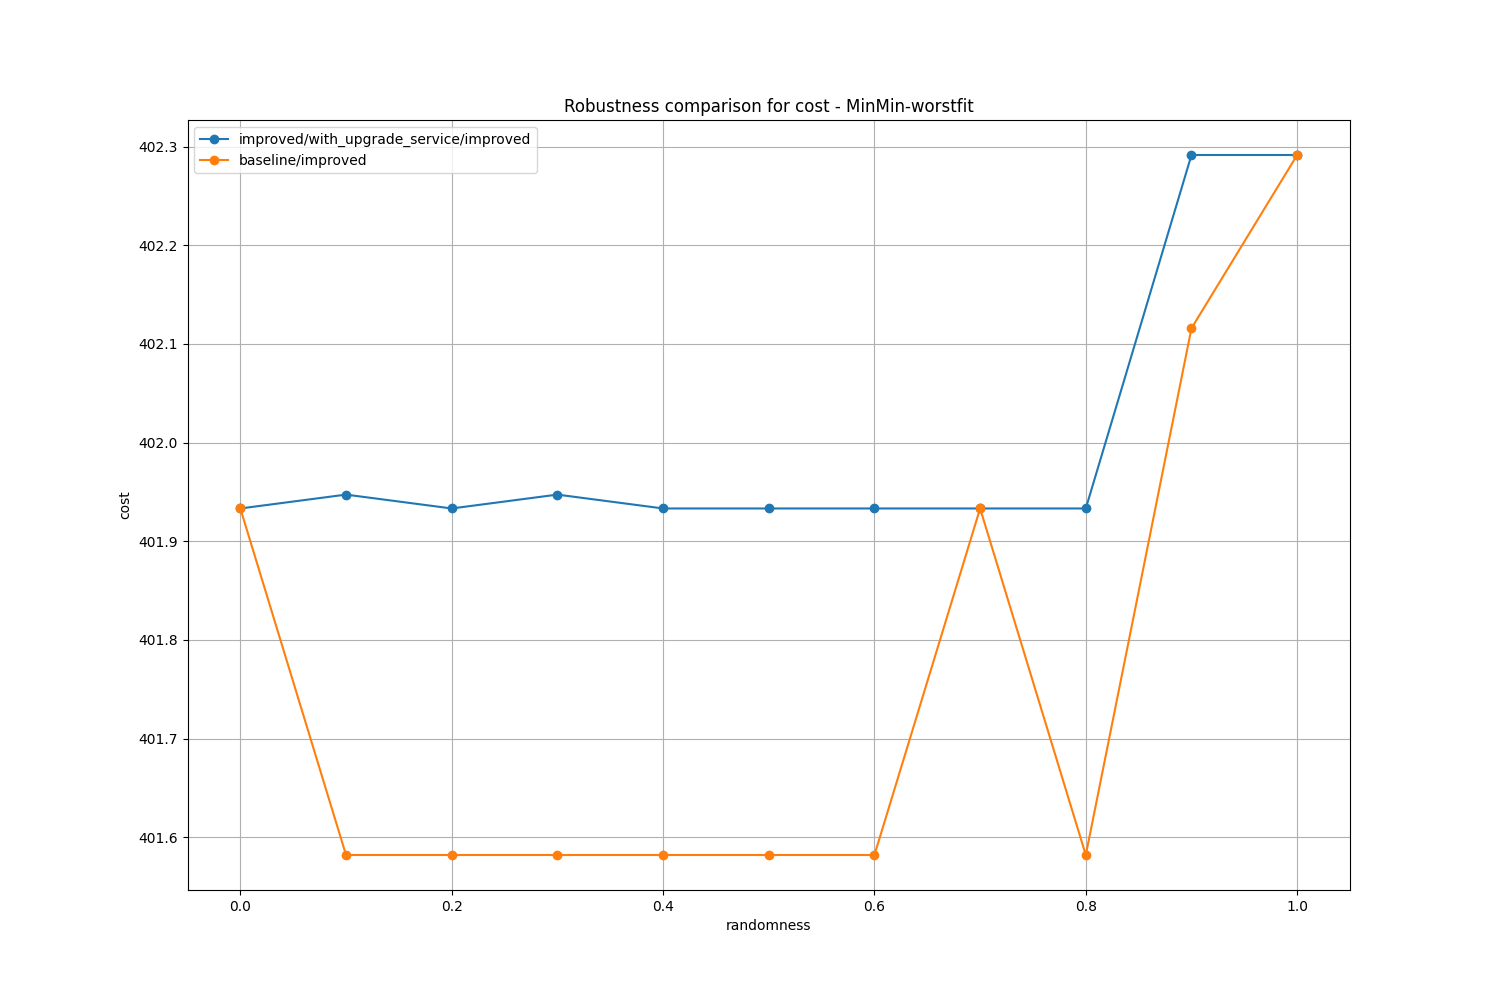 Robustness comparison for cost - MinMin-worstfit
improved/with_upgrade_service/improved
baseline/improved
402.3
402.2
402.1
402.0
401.9
401.8
401.7
401.6
cost
0.0
0.2
0.4
0.6
0.8
1.0
randomness